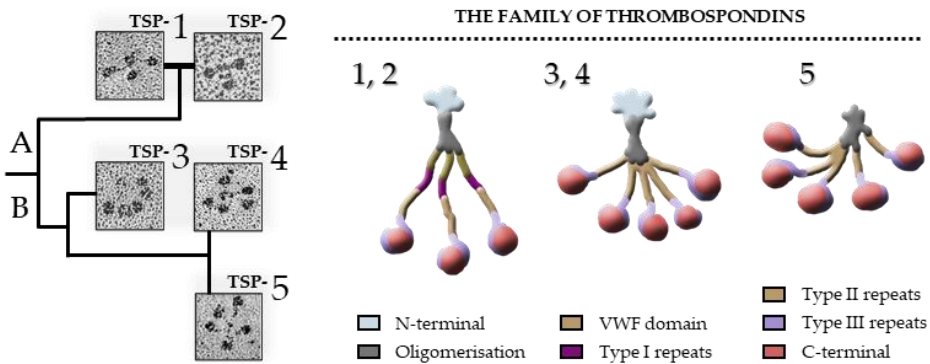 THE FAMILY OF THROMBOSPONDINS
TSP-1
TSP-2
A
TSP-3
TSP-4
B
TSP-5
1, 2
3, 4
5
N-terminal
Oligomerisation
VWF domain
Type I repeats
Type II repeats
Type III repeats
C-terminal